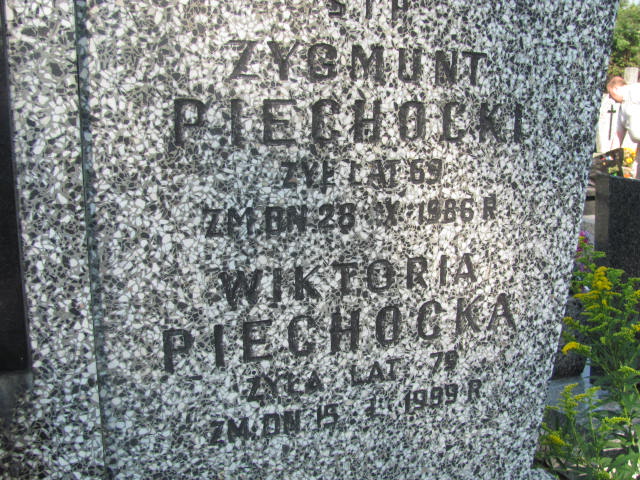 ZYGMUNT
PIECHOCKI
ŻYŁ LAT 69
ZM. DN. 28 X 1986 R
WIKTORIA
PIECHOCKA
ŻYŁA LAT 79
ZM. DN 15 1999 R